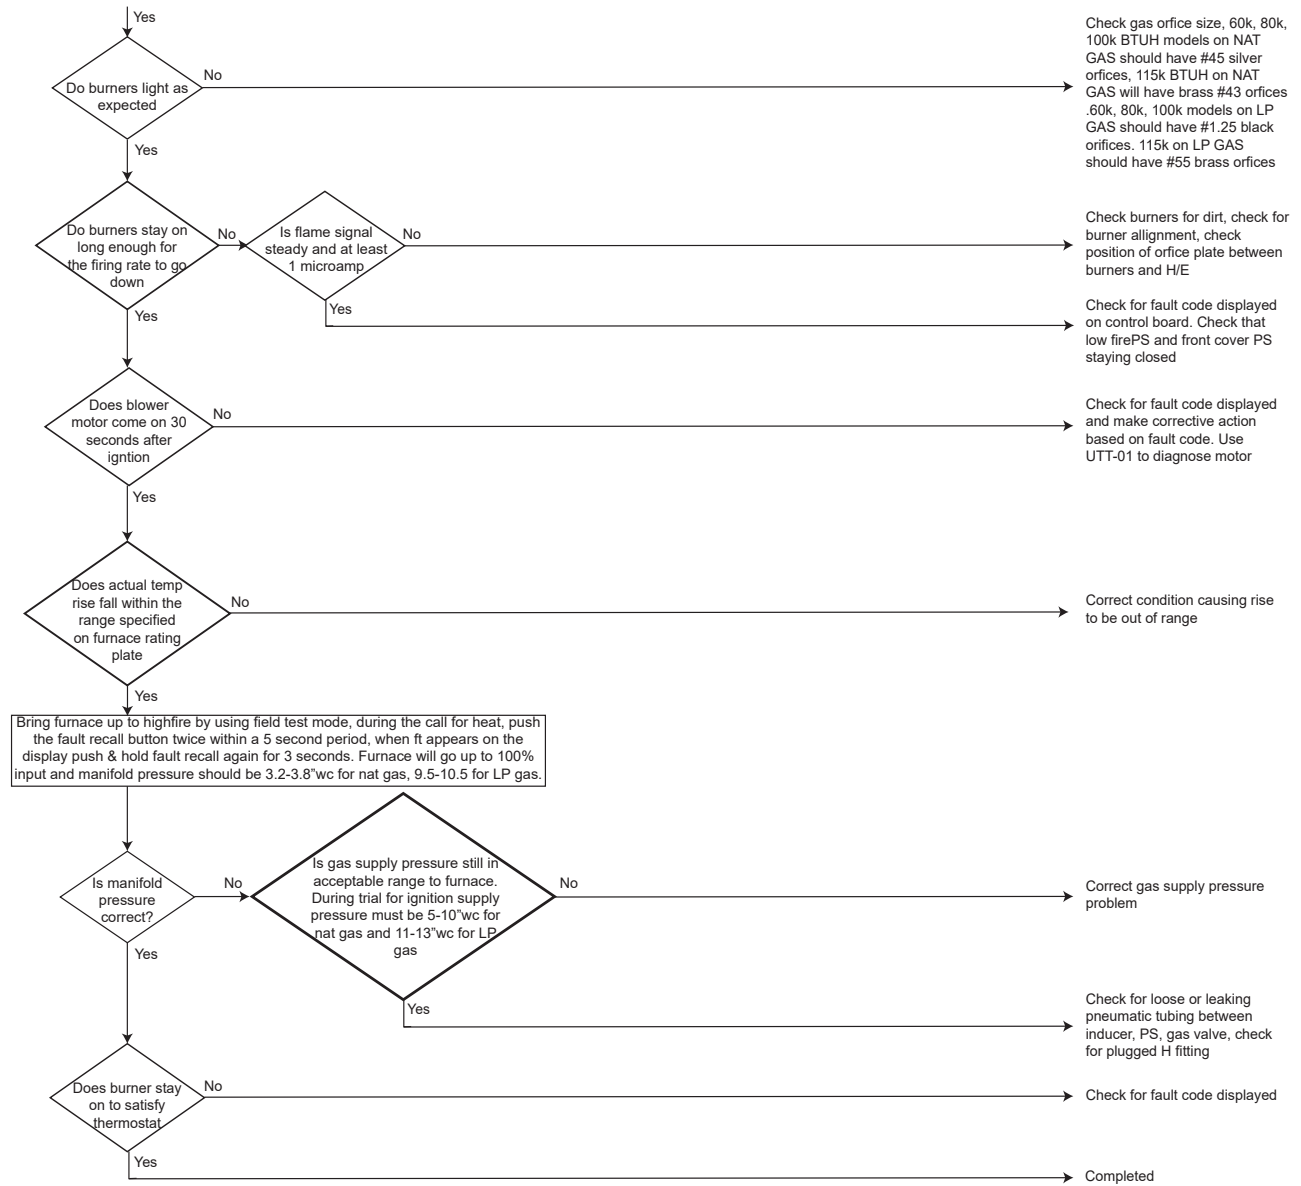 Yes
Do burners light as
expected
No
Check gas orfice size, 60k, 80k,
100k BTUH models on NAT
GAS should have #45 silver
orfices, 115k BTUH on NAT
GAS will have brass #43 orfices
.60k, 80k, 100k models on LP
GAS should have #1.25 black
orifices. 115k on LP GAS
should have #55 brass orfices
Yes
Do burners stay on
long enough for
the firing rate to go
down
No
Is flame signal
steady and at least
1 microamp
No
Check burners for dirt, check for
burner allignment, check
position of orfice plate between
burners and H/E
Yes
Check for fault code displayed
on control board. Check that
low firePS and front cover PS
staying closed
Yes
Does blower
motor come on 30
seconds after
igntion
No
Check for fault code displayed
and make corrective action
based on fault code. Use
UTT-01 to diagnose motor
Yes
Does actual temp
rise fall within the
range specified
on furnace rating
plate
No
Correct condition causing rise
to be out of range
Yes
Bring furnace up to highfire by using field test mode, during the call for heat, push
the fault recall button twice within a 5 second period, when ft appears on the
display push & hold fault recall again for 3 seconds. Furnace will go up to 100%
input and manifold pressure should be 3.2-3.8”wc for nat gas, 9.5-10.5 for LP gas.
Is manifold
pressure
correct?
No
Is gas supply pressure still in
acceptable range to furnace.
During trial for ignition supply
pressure must be 5-10”wc for
nat gas and 11-13”wc for LP
gas
No
Correct gas supply pressure
problem
Yes
Check for loose or leaking
pneumatic tubing between
inducer, PS, gas valve, check
for plugged H fitting
Yes
Does burner stay
on to satisfy
thermostat
No
Check for fault code displayed
Yes
Completed